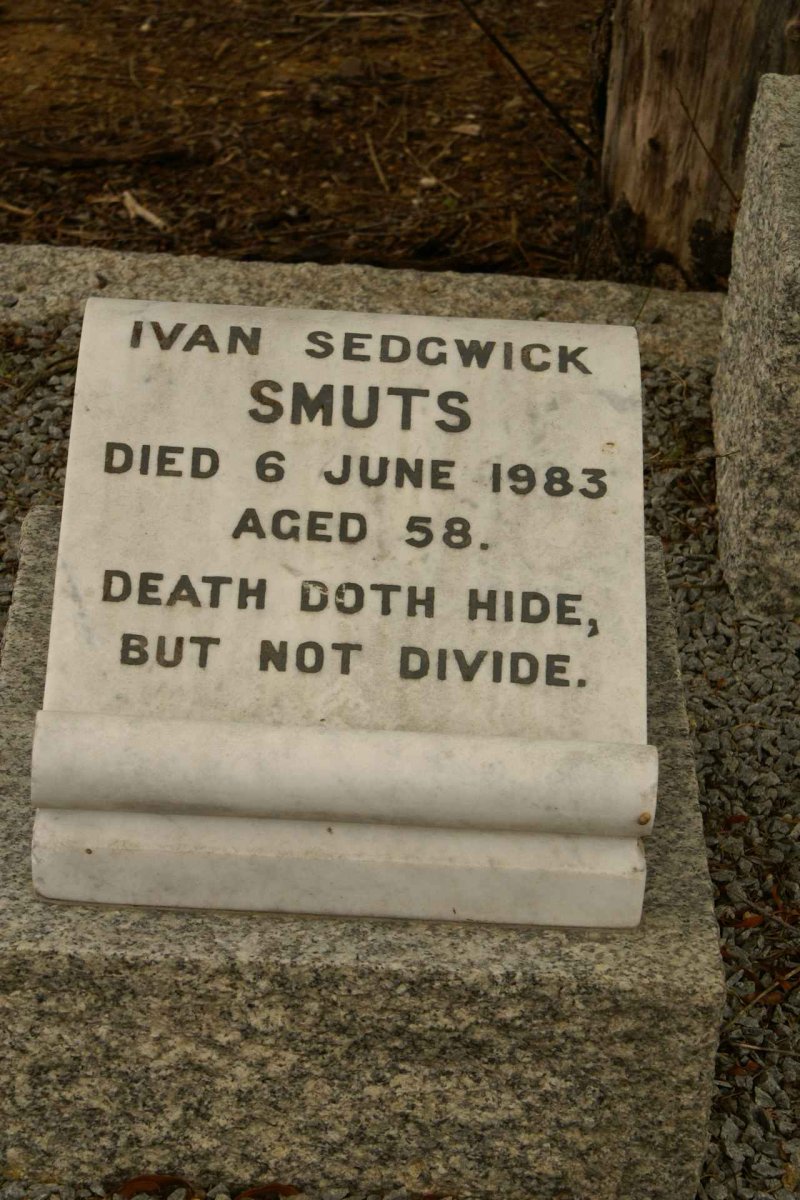 IVAN SEDGWICK
SMUTS
DIED 6 JUNE 1983
AGED 58.
DEATH DOTH HIDE,
BUT NOT DIVIDE.